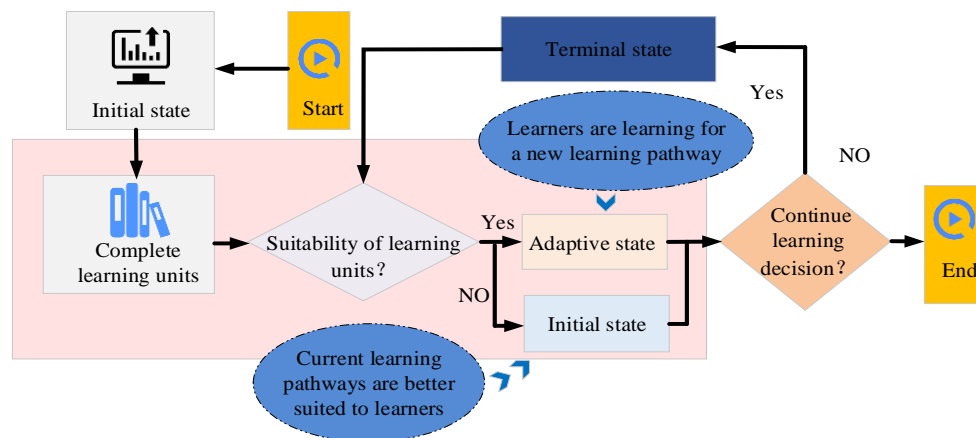 Initial state
Start
Terminal state
Yes
Learners are learning for
a new learning pathway
NO
Complete
learning units
Suitability of learning
units?
Yes
Adaptive state
Continue
learning
decision?
End
NO
Initial state
Current learning
pathways are better
suited to learners